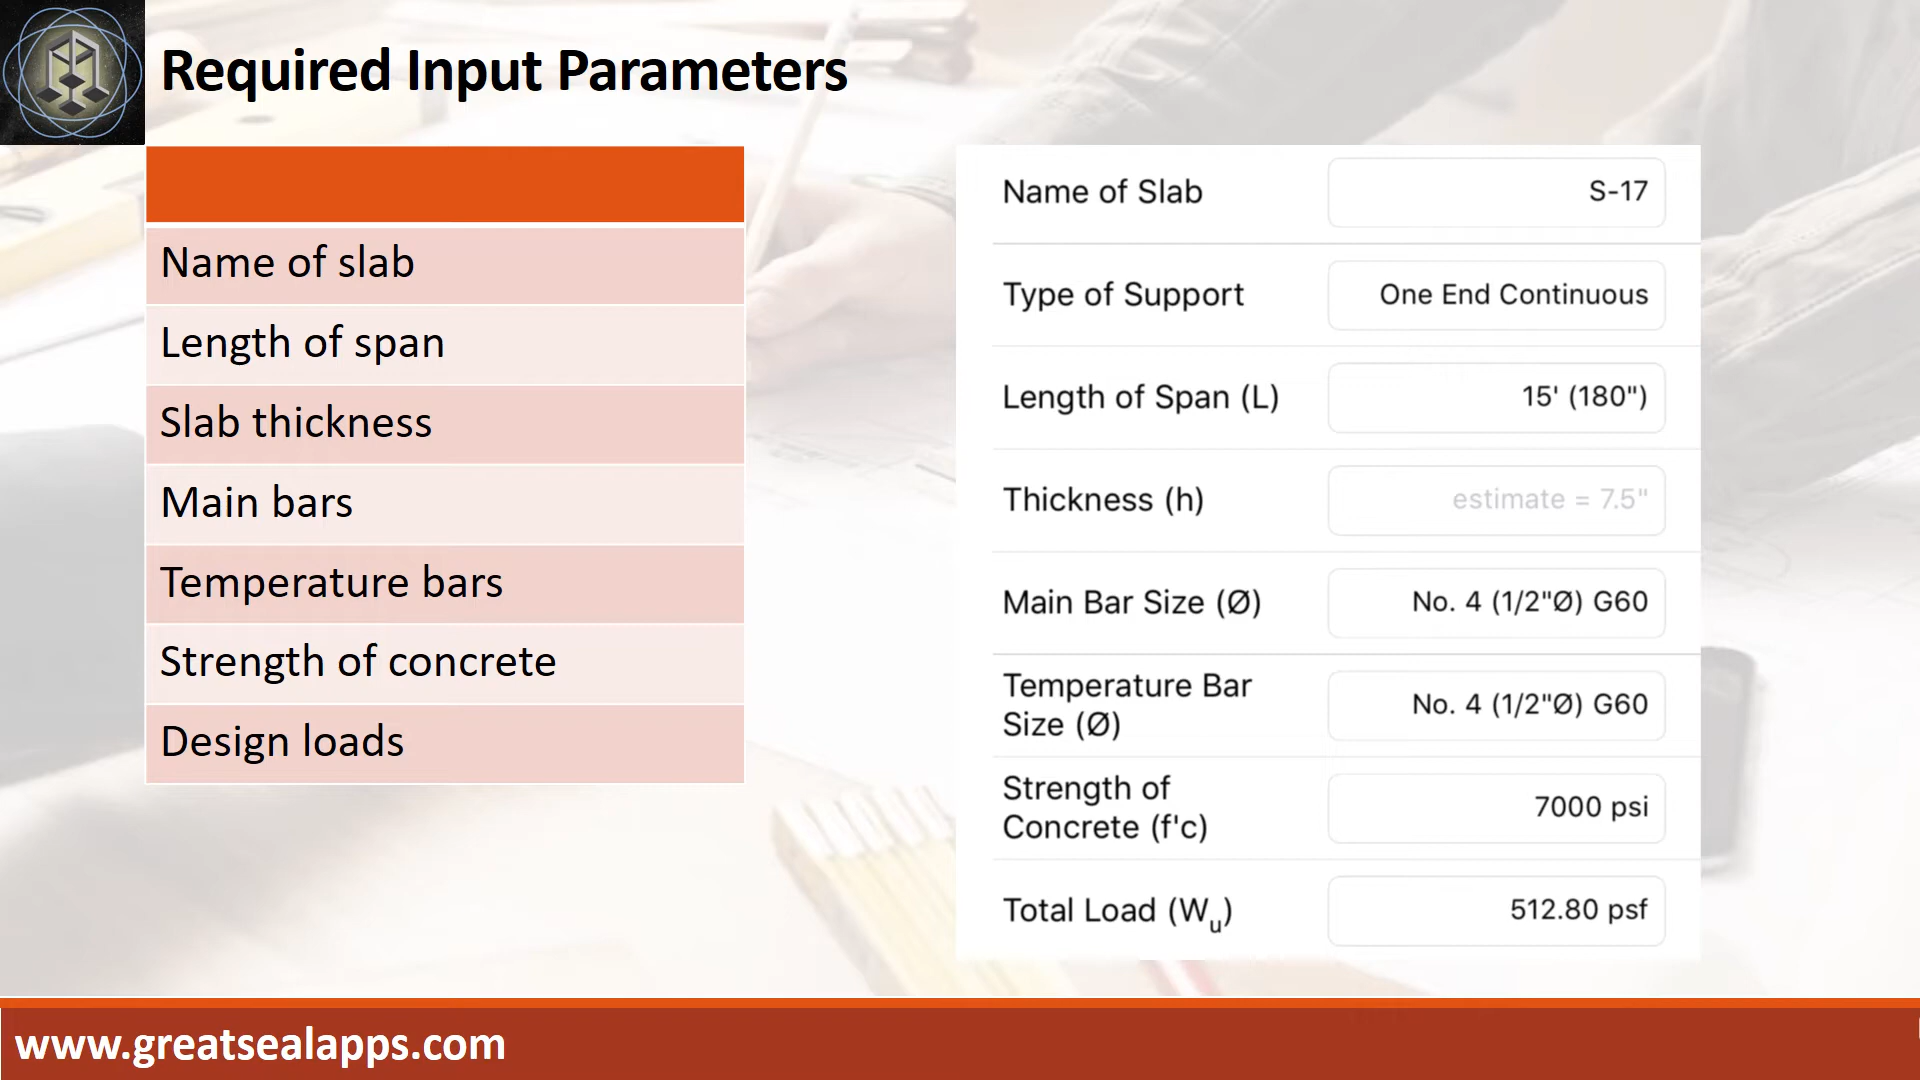 Required Input Parameters
Name of slab
Length of span
Slab thickness
Main bars
Temperature bars
Strength of concrete
Design loads
Name of Slab S-17
Type of Support One End Continuous
Length of Span (L) 15' (180")
Thickness (h) estimate = 7.5"
Main Bar Size (Ø) No. 4 (1/2"Ø) G60
Temperature Bar
Size (Ø) No. 4 (1/2"Ø) G60
Strength of
Concrete (f'c) 7000 psi
Total Load (Wu) 512.80 psf
www.greatsealapps.com